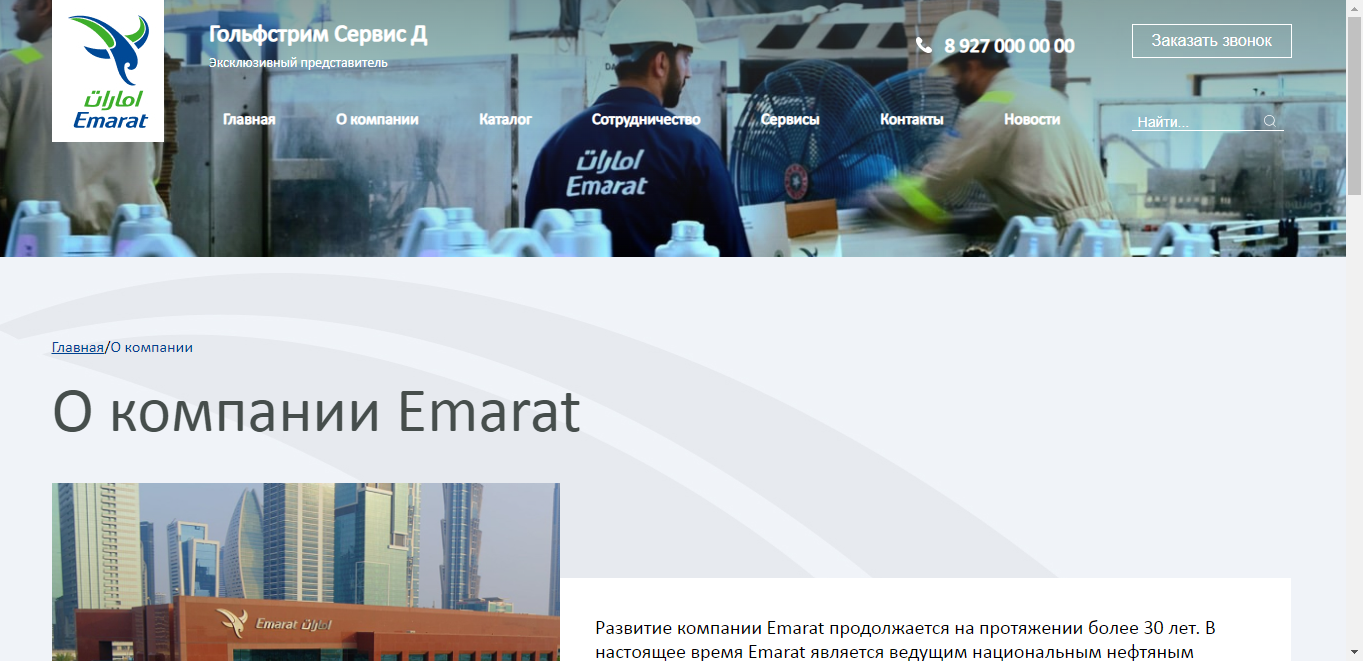 Гольфстрим Сервис Д
Эксклюзивный представитель
8 927 000 00 00
Заказать звонок
امارات
Emarat
Главная
О компании
Каталог
Сотрудничество
Сервисы
Контакты
Новости
Найти...
امارات
Emarat
Главная/О компании
О компании Emarat
Emarat امارات
Развитие компании Emarat продолжается на протяжении более 30 лет. В
настоящее время Emarat является ведущим национальным нефтяным